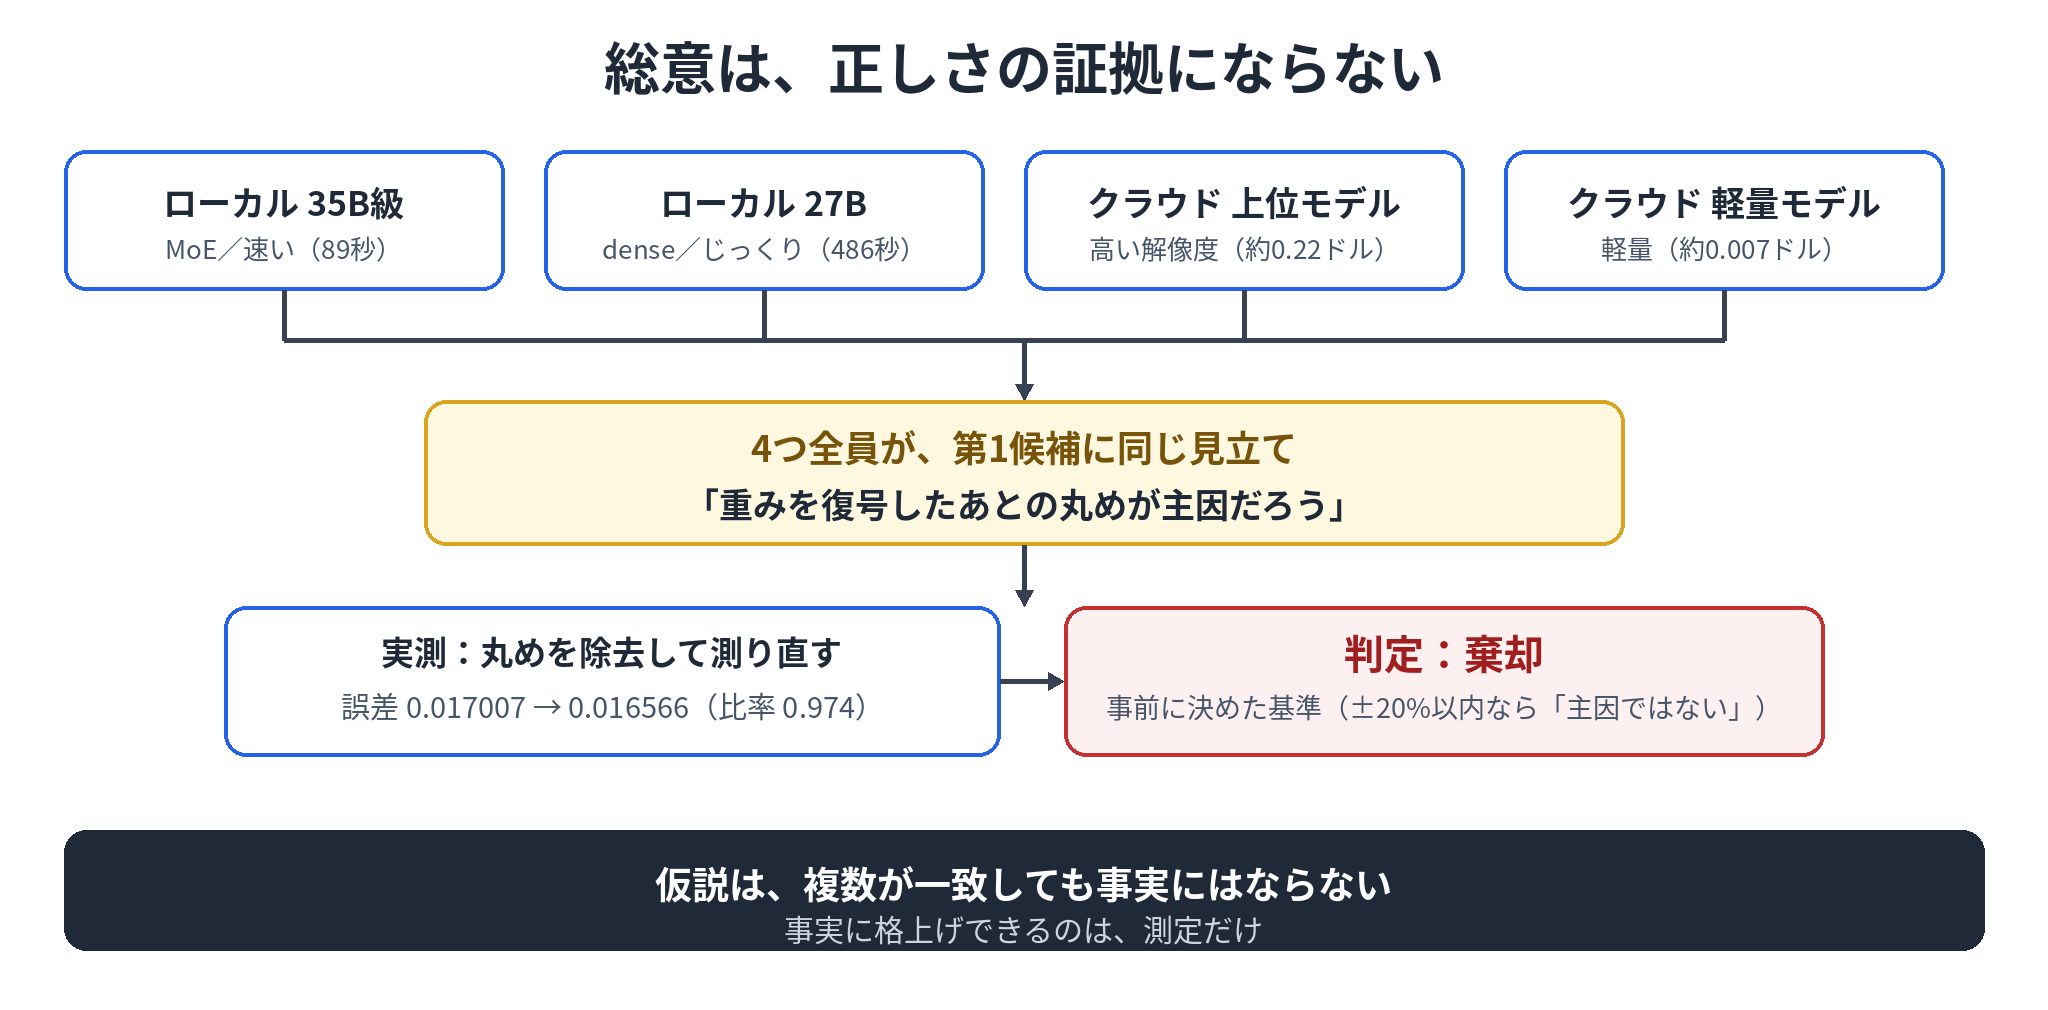 総意は、正しさの証拠にならない
ローカル 35B級
MoE／速い（89秒）
ローカル 27B
dense／じっくり（486秒）
クラウド 上位モデル
高い解像度（約0.22ドル）
クラウド 軽量モデル
軽量（約0.007ドル）
4つ全員が、第1候補に同じ見立て
「重みを復号したあとの丸めが主因だろう」
実測：丸めを除去して測り直す
誤差 0.017007 → 0.016566（比率 0.974）
判定：棄却
事前に決めた基準（±20%以内なら「主因ではない」）
仮説は、複数が一致しても事実にはならない
事実に格上げできるのは、測定だけ